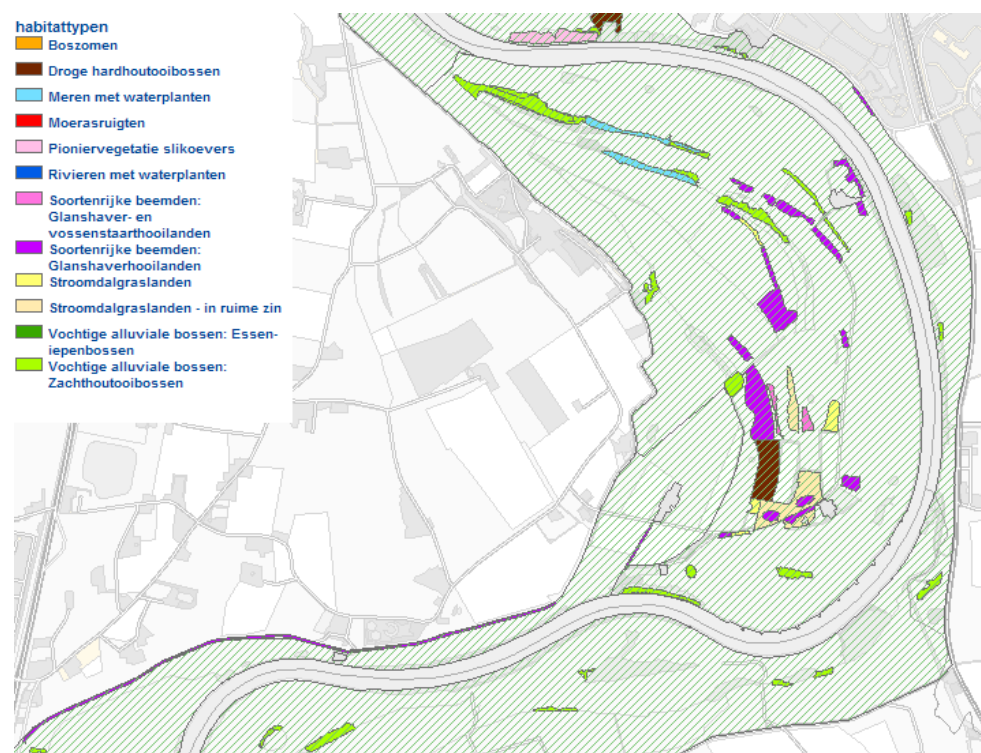 habitattypen
Boszomen
Droge hardhoutooibossen
Meren met waterplanten
Moerasruigten
Pioniervegetatie slikoevers
Rivieren met waterplanten
Soortenrijke beemden:
Glanshaver- en
vossenstaarthooilanden
Soortenrijke beemden:
Glanshaverhooilanden
Stroomdalgraslanden
Stroomdalgraslanden - in ruime zin
Vochtige alluviale bossen: Essen-
iepenbossen
Vochtige alluviale bossen:
Zachthoutooibossen